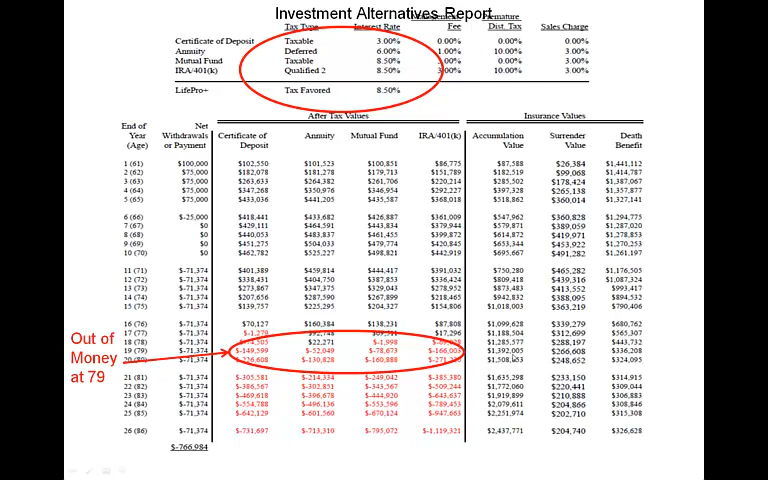 Investment Alternatives Report
Management Premature
Tax Type Interest Rate Fee Dist. Tax Sales Charge
Certificate of Deposit Taxable 3.00% 0.00% 0.00% 0.00%
Annuity Deferred 6.00% 1.00% 10.00% 3.00%
Mutual Fund Taxable 8.50% 0.00% 3.00%
IRA/401(k) Qualified 2 8.50% 3.00% 10.00% 3.00%
LifePro+ Tax Favored 8.50%
After Tax Values Insurance Values
End of Net
Year Withdrawals Certificate of Annuity Mutual Fund IRA/401(k) Accumulation Surrender Death
(Age) or Payment Deposit Value Value Benefit
1 (61) $100,000 $102,550 $101,523 $100,851 $86,775 $87,588 $26,384 $1,441,112
2 (62) $75,000 $182,078 $181,278 $179,713 $151,789 $182,519 $99,068 $1,414,787
3 (63) $75,000 $263,633 $264,382 $261,706 $220,214 $285,502 $178,424 $1,387,067
4 (64) $75,000 $347,268 $350,976 $346,954 $292,227 $397,328 $265,138 $1,357,877
5 (65) $75,000 $433,036 $441,205 $435,587 $368,018 $518,862 $360,014 $1,327,141
6 (66) $-25,000 $418,441 $433,682 $426,887 $361,009 $547,962 $360,828 $1,294,775
7 (67) $0 $429,111 $464,591 $443,834 $379,944 $579,871 $389,059 $1,287,020
8 (68) $0 $440,053 $483,837 $461,455 $399,872 $614,872 $419,971 $1,278,853
9 (69) $0 $451,275 $504,033 $479,774 $420,845 $653,344 $453,922 $1,270,253
10 (70) $0 $462,782 $525,227 $498,821 $442,919 $695,667 $491,282 $1,261,197
11 (71) $-71,374 $401,389 $459,814 $444,417 $391,032 $750,280 $465,282 $1,176,505
12 (72) $-71,374 $338,431 $404,750 $387,853 $336,424 $809,418 $436,319 $1,087,324
13 (73) $-71,374 $273,867 $347,375 $329,043 $278,952 $873,481 $413,552 $993,417
14 (74) $-71,374 $207,656 $287,590 $267,899 $218,465 $942,832 $388,095 $894,532
15 (75) $-71,374 $139,757 $225,295 $204,327 $154,806 $1,018,003 $363,219 $790,406
16 (76) $-71,374 $70,127 $160,384 $138,231 $87,808 $1,099,628 $339,279 $680,762
17 (77) $-71,374 $-1,279 $92,748 $17,296 $1,188,504 $312,699 $565,307
18 (78) $-71,374 $22,271 $-1,998 $1,285,577 $288,197 $443,732
19 (79) $-71,374 $-149,599 $-52,049 $-78,673 $-166,003 $1,392,005 $266,608 $336,208
20 (80) $-71,374 $-226,608 $-130,828 $-160,888 $248,652 $324,095
21 (81) $-71,374 $-305,581 $-214,334 $-249,042 $-385,380 $1,635,298 $233,150 $314,915
22 (82) $-71,374 $-386,567 $-302,851 $-343,567 $-509,244 $1,772,060 $220,441 $309,044
23 (83) $-71,374 $-469,618 $-396,678 $-444,920 $-643,637 $1,919,899 $210,888 $306,883
24 (84) $-71,374 $-554,788 $-496,136 $-553,596 $-789,453 $2,079,611 $204,866 $308,846
25 (85) $-71,374 $-642,129 $-601,560 $-670,124 $-947,663 $2,251,974 $202,710 $315,308
26 (86) $-71,374 $-731,697 $-713,310 $-795,072 $-1,119,321 $2,437,771 $204,740 $326,628
$-766,984
Out of
Money
at 79